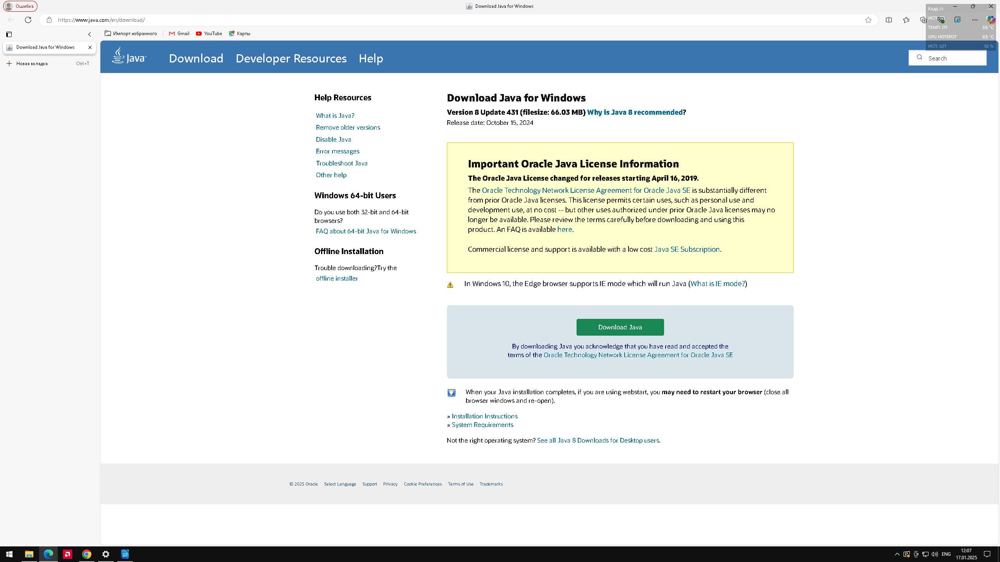 Ошибка
Download Java for Windows
https://www.java.com/en/download/
Импорт избранного
Gmail
YouTube
Карты
Кадр./с
ТЕМП. ГП 56 °C
GPU HOTSPOT 63 °C
ИСП. ЦП 10 %
Download Java for Windows
Новая вкладка Ctrl+T
Java
Download
Developer Resources
Help
Search
Help Resources
What is Java?
Remove older versions
Disable Java
Error messages
Troubleshoot Java
Other help
Windows 64-bit Users
Do you use both 32-bit and 64-bit
browsers?
FAQ about 64-bit Java for Windows
Offline Installation
Trouble downloading?Try the
offline installer
Download Java for Windows
Version 8 Update 431 (filesize: 66.03 MB) Why is Java 8 recommended?
Release date: October 15, 2024
Important Oracle Java License Information
The Oracle Java License changed for releases starting April 16, 2019.
The Oracle Technology Network License Agreement for Oracle Java SE is substantially different
from prior Oracle Java licenses. This license permits certain uses, such as personal use and
development use, at no cost -- but other uses authorized under prior Oracle Java licenses may no
longer be available. Please review the terms carefully before downloading and using this
product. An FAQ is available here.
Commercial license and support is available with a low cost Java SE Subscription.
In Windows 10, the Edge browser supports IE mode which will run Java (What is IE mode?)
Download Java
By downloading Java you acknowledge that you have read and accepted the
terms of the Oracle Technology Network License Agreement for Oracle Java SE
When your Java installation completes, if you are using webstart, you may need to restart your browser (close all
browser windows and re-open).
» Installation Instructions
» System Requirements
Not the right operating system? See all Java 8 Downloads for Desktop users.
© 2025 Oracle Select Language Support Privacy Cookie Preferences Terms of Use Trademarks
ENG
12:07
17.01.2025